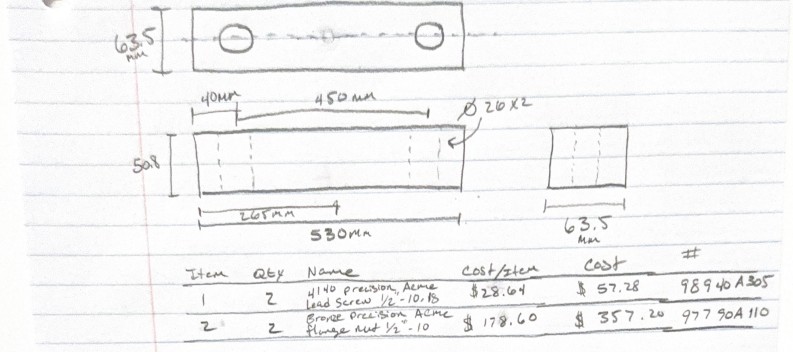 63.5
mm
40mm
450mm
Ø 26 x 2
50.8
265mm
530mm
63.5
mm
Item Qty Name Cost/Item Cost #
1 2 4140 precision, Acme $28.64 $57.28 98940A305
Lead Screw 1/2"-10,
2 2 Bronze Precision Acme $178.60 $357.20 97790A110
flange nut 1/2"-10